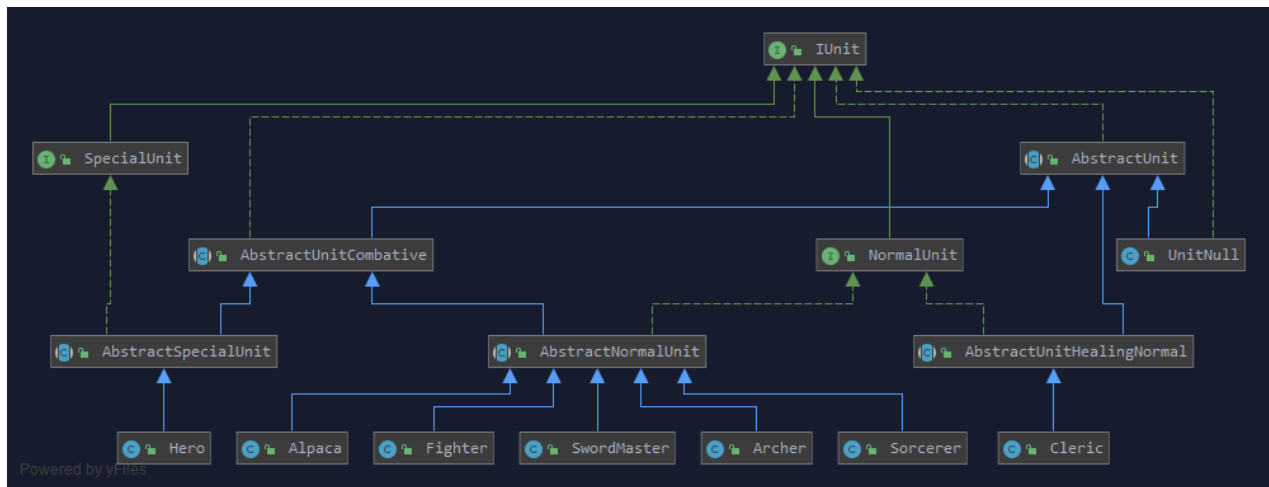 IUnit
SpecialUnit
AbstractUnit
AbstractUnitCombative
NormalUnit
UnitNull
AbstractSpecialUnit
AbstractNormalUnit
AbstractUnitHealingNormal
Hero
Alpaca
Fighter
SwordMaster
Archer
Sorcerer
Cleric
Powered by yFiles